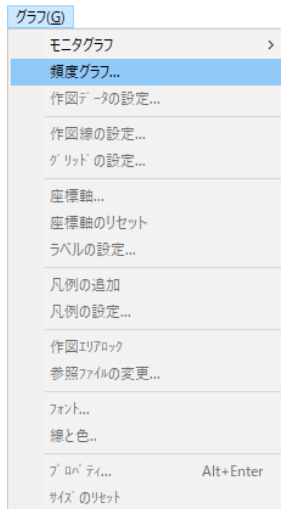 グラフ(G)
モニタグラフ >
頻度グラフ...
作図ﾃﾞｰﾀの設定...
作図線の設定...
ｸﾞﾘｯﾄﾞの設定...
座標軸...
座標軸のリセット
ラベルの設定...
凡例の追加
凡例の設定...
作図ｴﾘｱﾛｯｸ
参照ﾌｧｲﾙの変更...
ﾌｫﾝﾄ...
線と色..
ﾌﾟﾛﾊﾟﾃｨ... Alt+Enter
ｻｲｽﾞのリセット